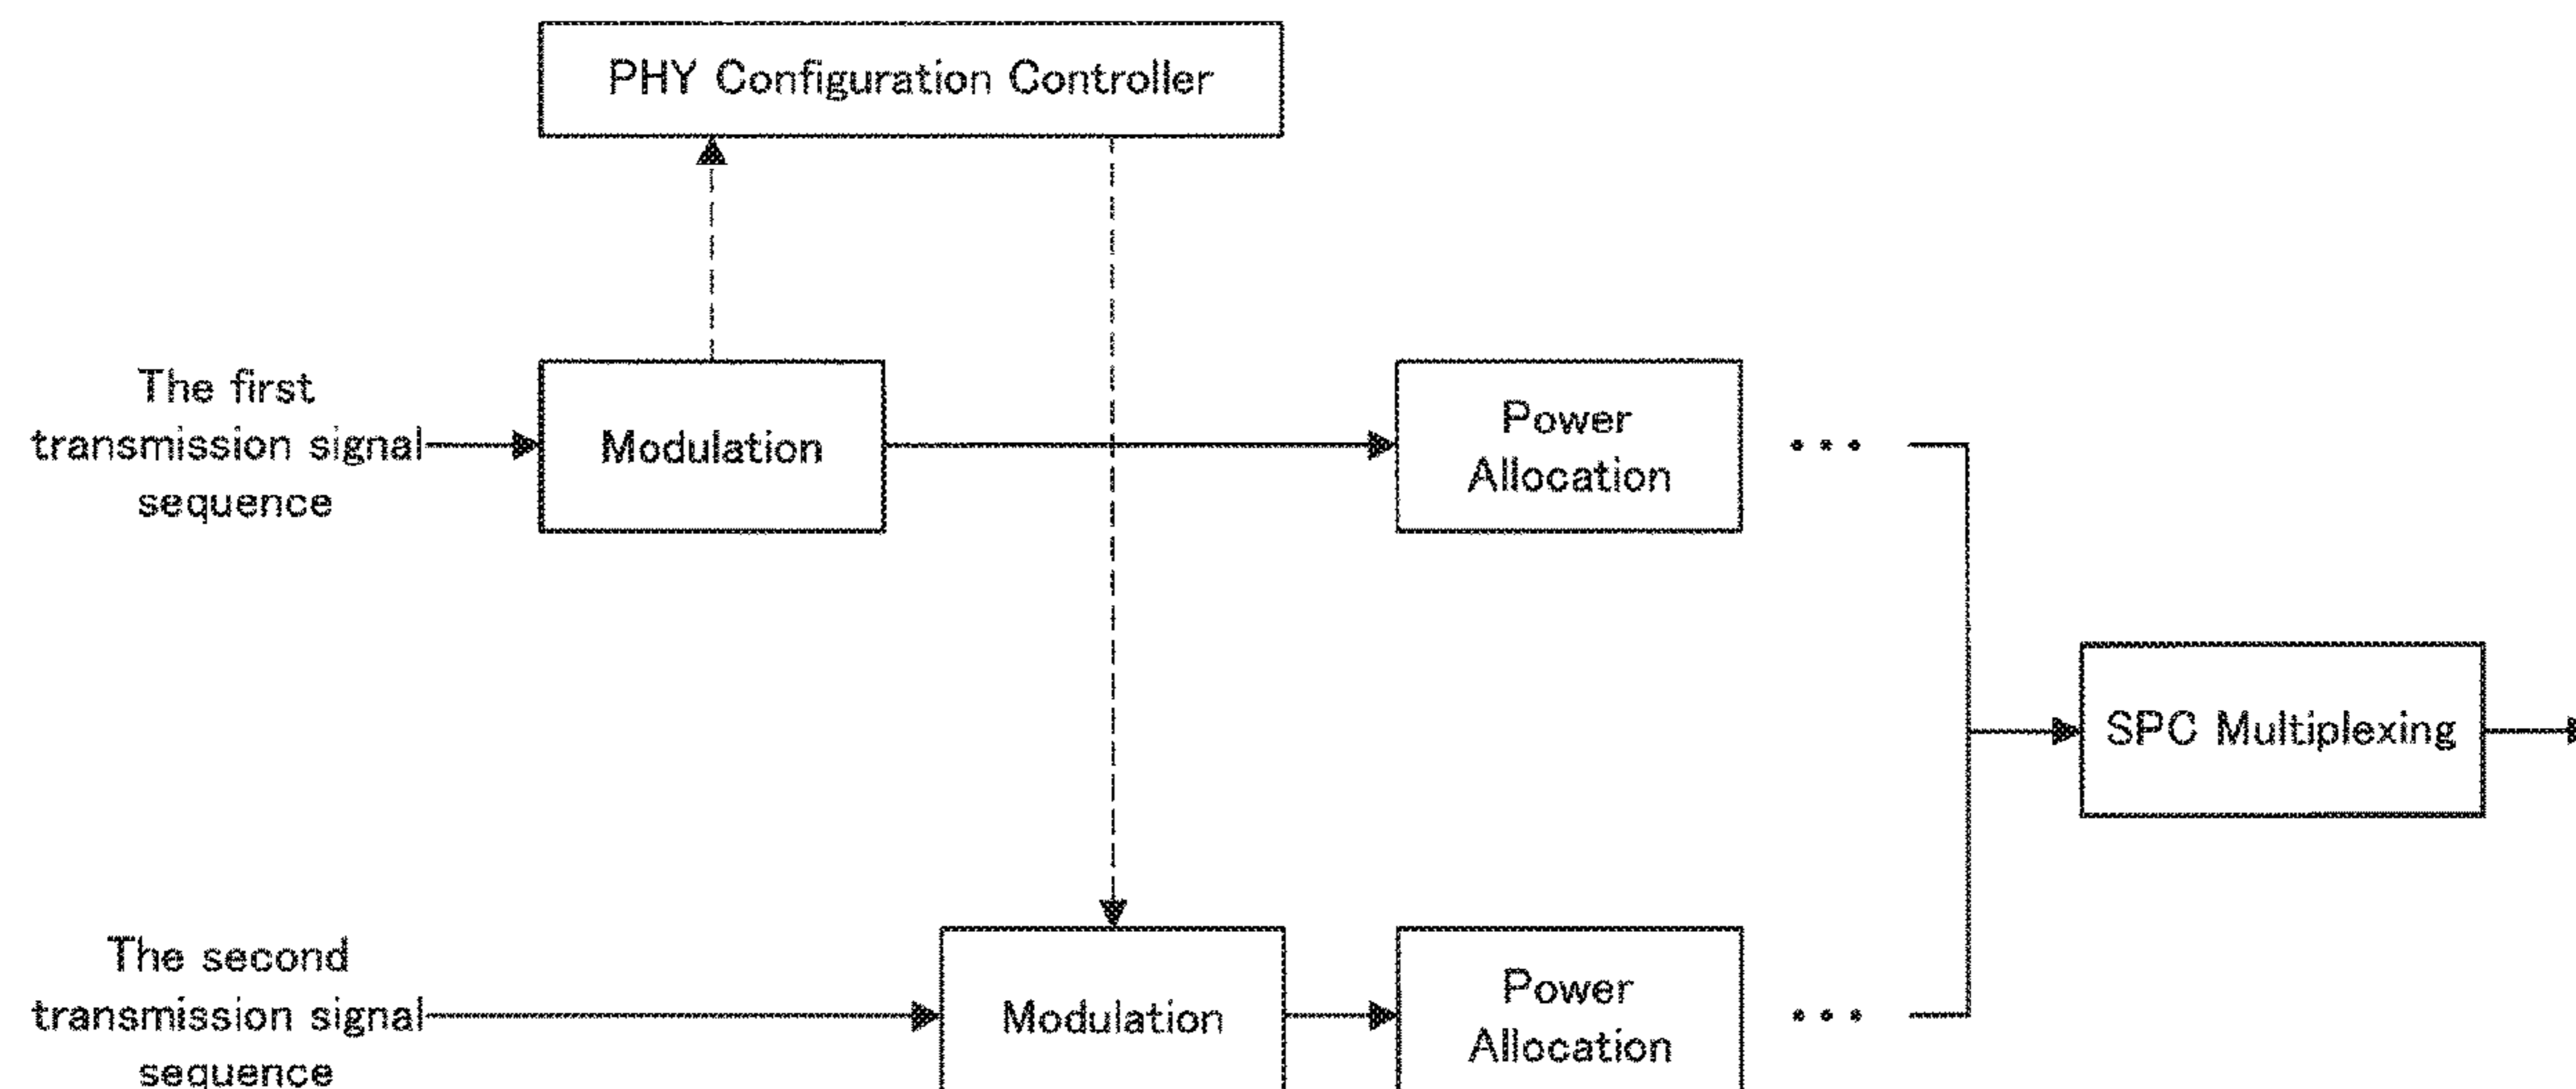 PHY Configuration Controller
The first
transmission signal
sequence
Modulation
Power
Allocation
• • •
SPC Multiplexing
The second
transmission signal
sequence
Modulation
Power
Allocation
• • •